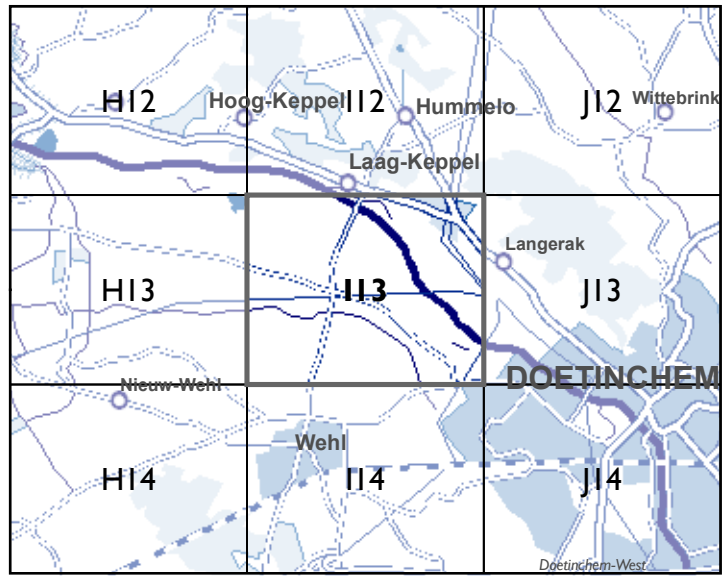 H12
Hoog-Keppel
I12
Hummelo
J12
Wittebrink
Laag-Keppel
Langerak
H13
I13
J13
Nieuw-Wehl
DOETINCHEM
Wehl
H14
I14
J14
Doetinchem-West